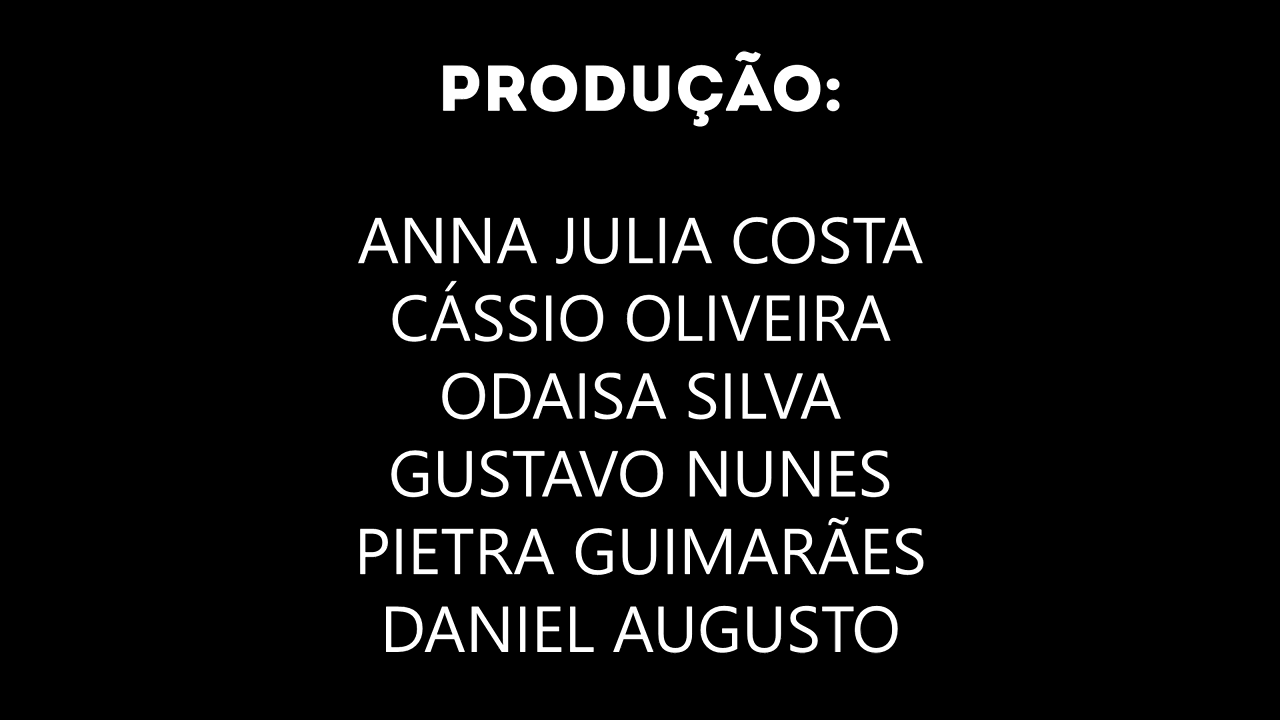 PRODUÇÃO:
ANNA JULIA COSTA
CÁSSIO OLIVEIRA
ODAISA SILVA
GUSTAVO NUNES
PIETRA GUIMARÃES
DANIEL AUGUSTO